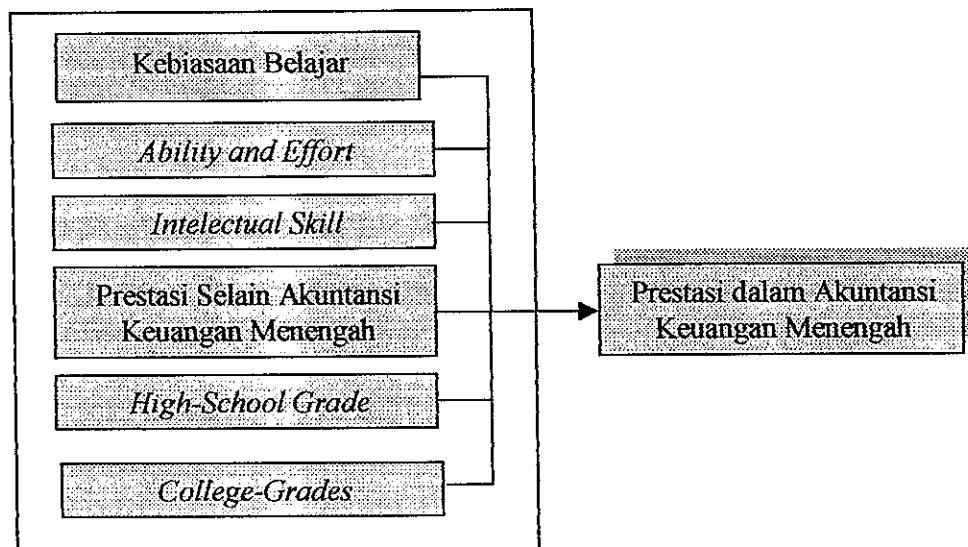 Kebiasaan Belajar
Ability and Effort
Intelectual Skill
Prestasi Selain Akuntansi
Keuangan Menengah
High-School Grade
College-Grades
Prestasi dalam Akuntansi
Keuangan Menengah